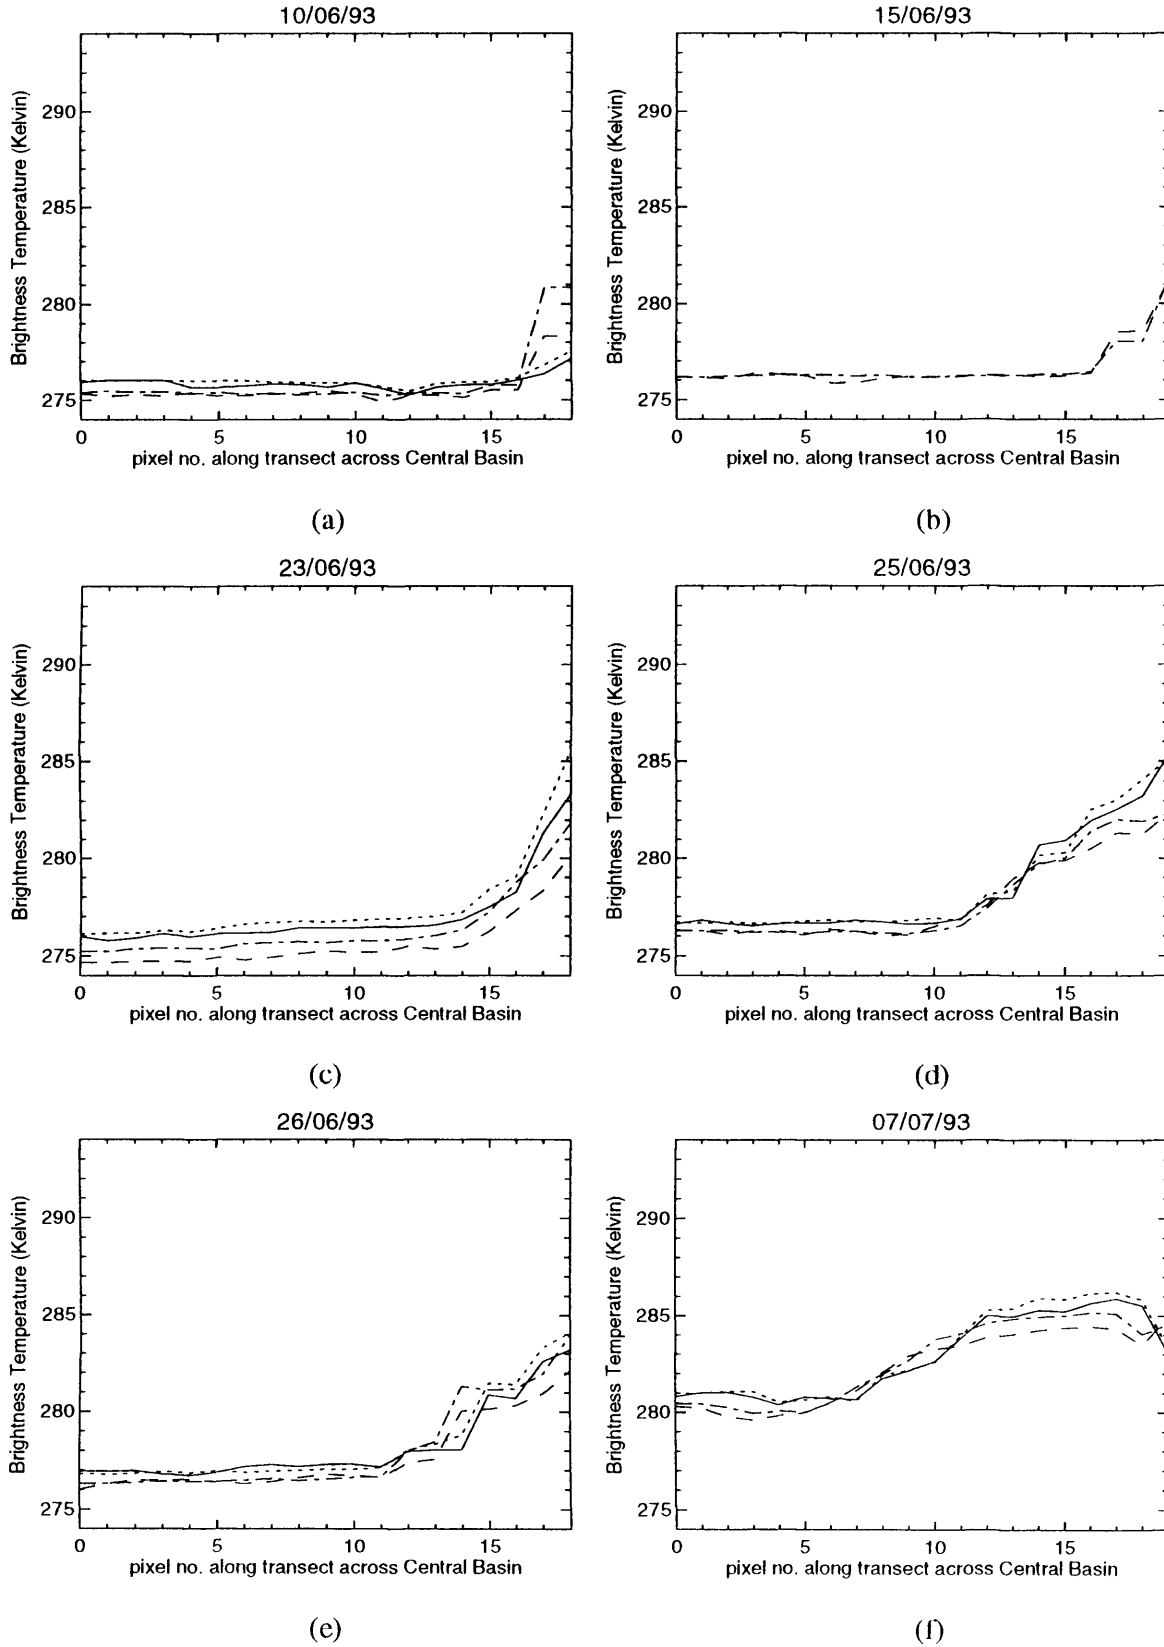 10/06/93
Brightness Temperature (Kelvin)
290
285
280
275
0 5 10 15
pixel no. along transect across Central Basin
(a)
15/06/93
Brightness Temperature (Kelvin)
290
285
280
275
0 5 10 15
pixel no. along transect across Central Basin
(b)
23/06/93
Brightness Temperature (Kelvin)
290
285
280
275
0 5 10 15
pixel no. along transect across Central Basin
(c)
25/06/93
Brightness Temperature (Kelvin)
290
285
280
275
0 5 10 15
pixel no. along transect across Central Basin
(d)
26/06/93
Brightness Temperature (Kelvin)
290
285
280
275
0 5 10 15
pixel no. along transect across Central Basin
(e)
07/07/93
Brightness Temperature (Kelvin)
290
285
280
275
0 5 10 15
pixel no. along transect across Central Basin
(f)